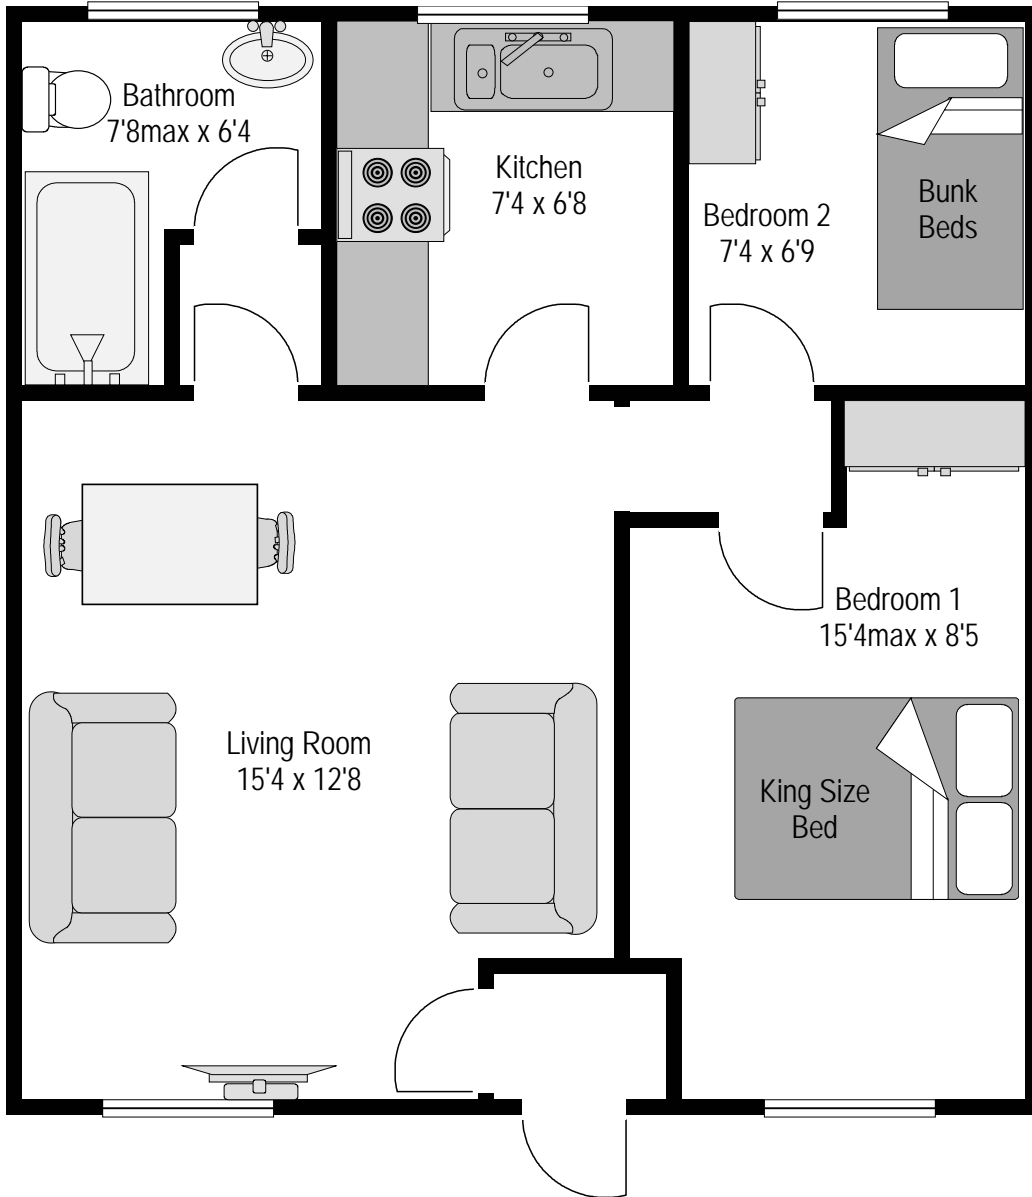 Bathroom
7'8max x 6'4
Kitchen
7'4 x 6'8
Bedroom 2
7'4 x 6'9
Bunk
Beds
Bedroom 1
15'4max x 8'5
Living Room
15'4 x 12'8
King Size
Bed